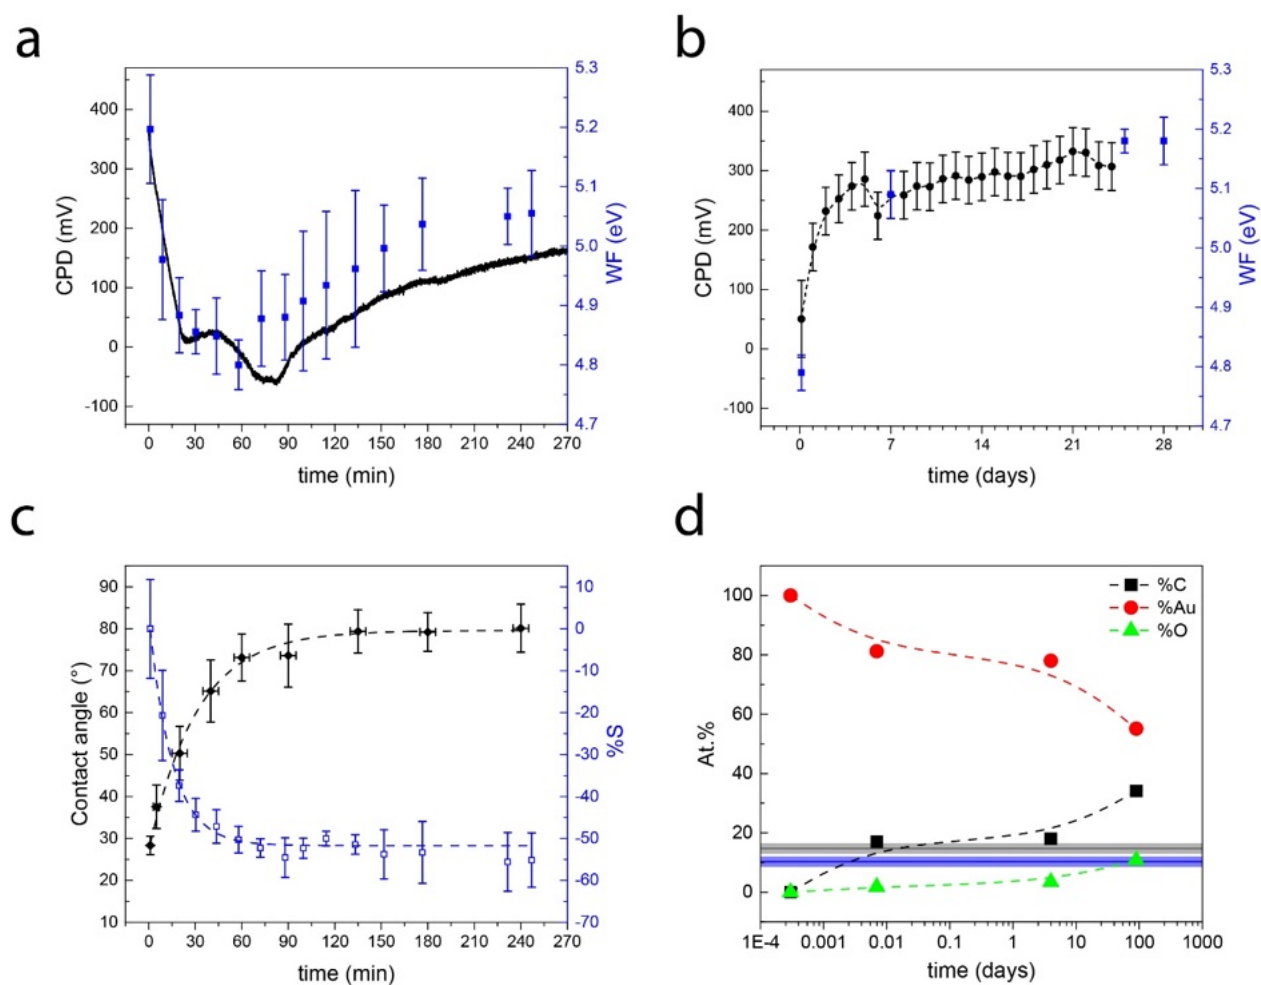 a
CPD (mV)
400
300
200
100
0
-100
5.3
5.2
5.1
5.0
4.9
4.8
4.7
WF (eV)
0 30 60 90 120 150 180 210 240 270
time (min)
b
CPD (mV)
400
300
200
100
0
-100
5.3
5.2
5.1
5.0
4.9
4.8
4.7
WF (eV)
0 7 14 21 28
time (days)
c
Contact angle (°)
90
80
70
60
50
40
30
20
10
10
0
-10
-20
-30
-40
-50
-60
-70
%S
0 30 60 90 120 150 180 210 240 270
time (min)
d
At.%
100
80
60
40
20
0
%C
%Au
%O
1E-4 0.001 0.01 0.1 1 10 100 1000
time (days)